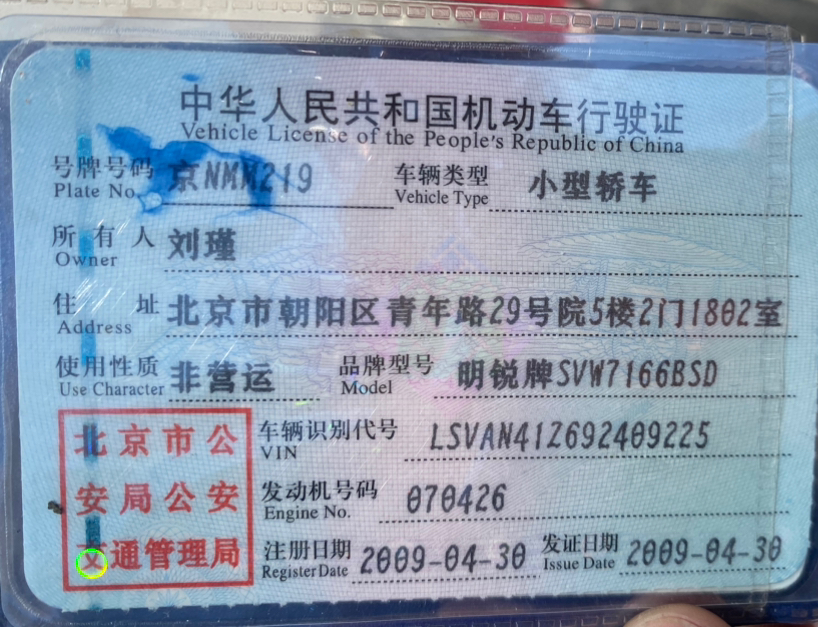 中华人民共和国机动车行驶证
Vehicle License of the People's Republic of China
号牌号码 京NMM219 车辆类型 小型轿车
Plate No. Vehicle Type
所有人 刘瑾
Owner
住址 北京市朝阳区青年路29号院5楼2门1802室
Address
使用性质 非营运 品牌型号 明锐牌SVW7166BSD
Use Character Model
北京市公 车辆识别代号 LSVAN41Z692409225
VIN
安局公安 发动机号码 070426
Engine No.
交通管理局 注册日期 2009-04-30 发证日期 2009-04-30
Register Date Issue Date